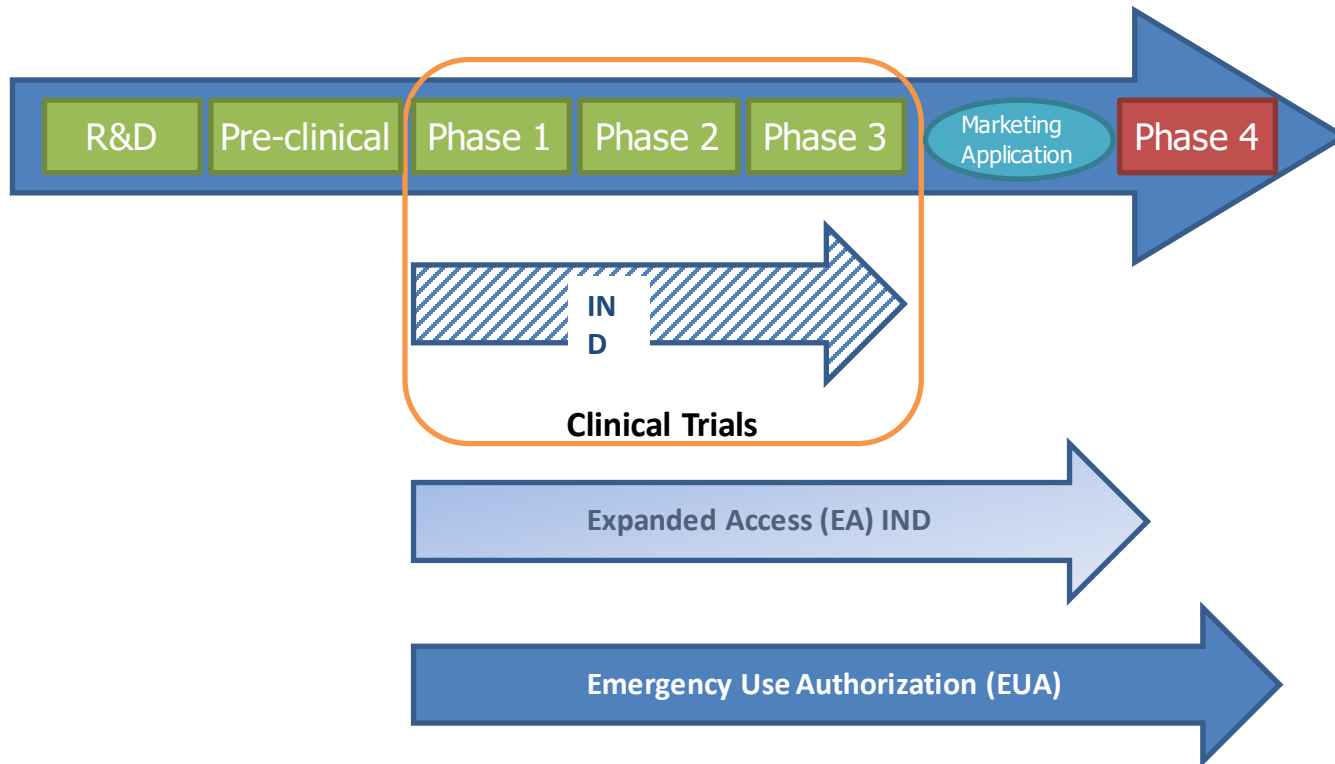 R&D
Pre-clinical
Phase 1
Phase 2
Phase 3
Marketing
Application
Phase 4
IN
D
Clinical Trials
Expanded Access (EA) IND
Emergency Use Authorization (EUA)